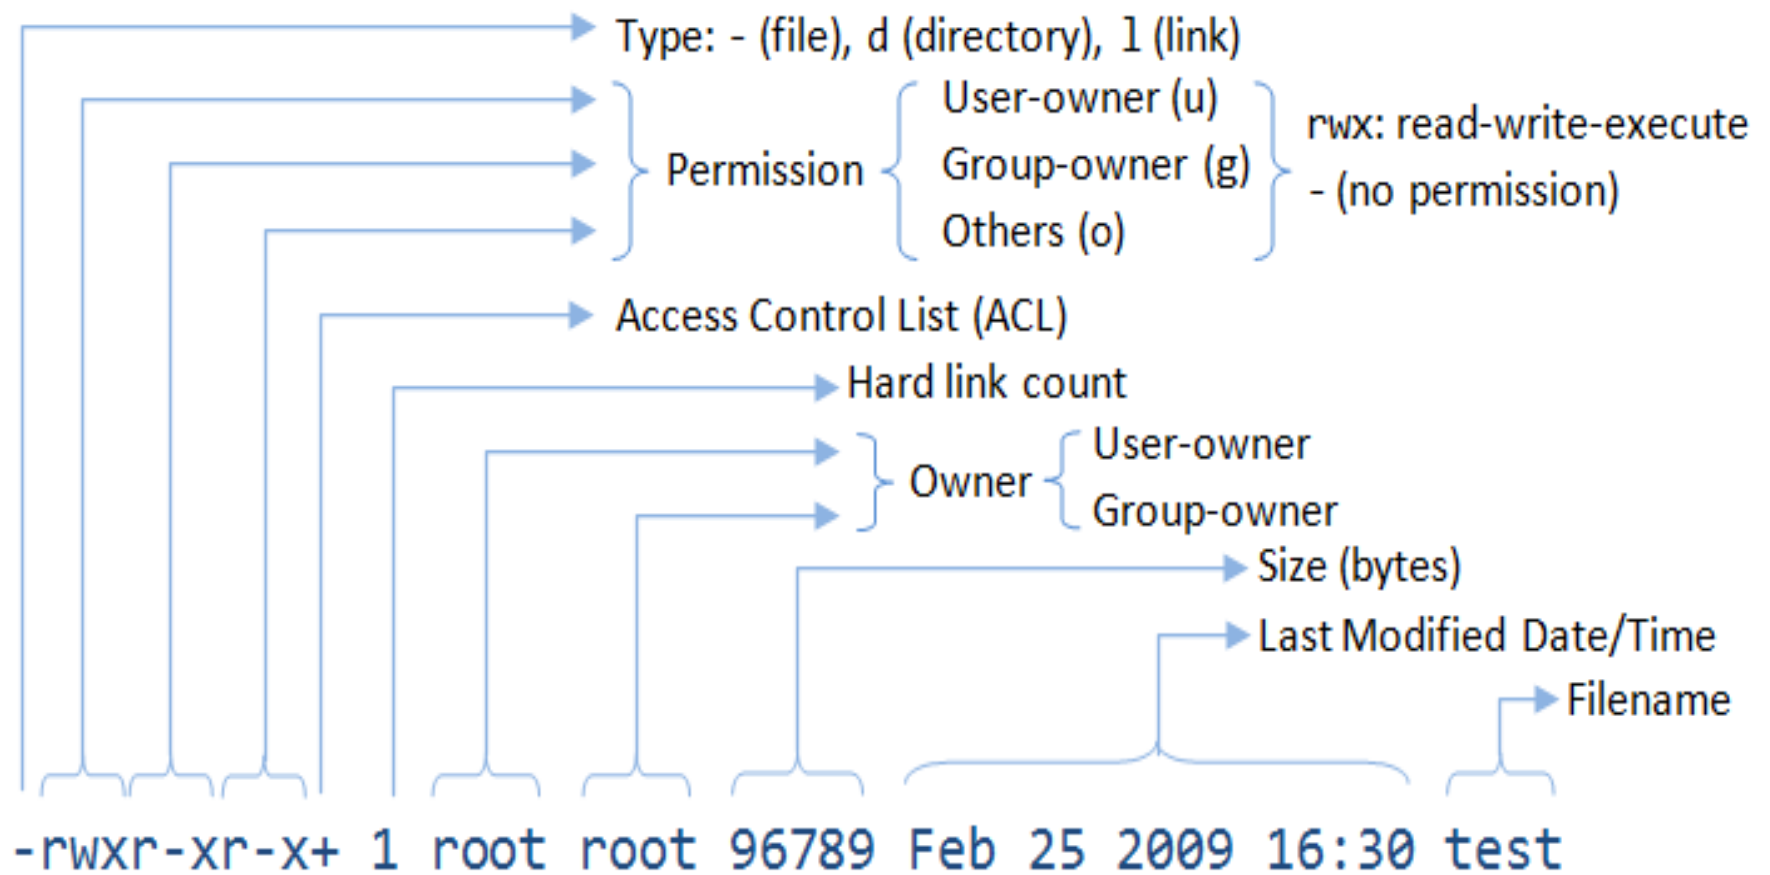 Type: - (file), d (directory), l (link)
User-owner (u)
rwx: read-write-execute
Permission
Group-owner (g)
- (no permission)
Others (o)
Access Control List (ACL)
Hard link count
User-owner
Owner
Group-owner
Size (bytes)
Last Modified Date/Time
Filename
-rwxr-xr-x+ 1 root root 96789 Feb 25 2009 16:30 test